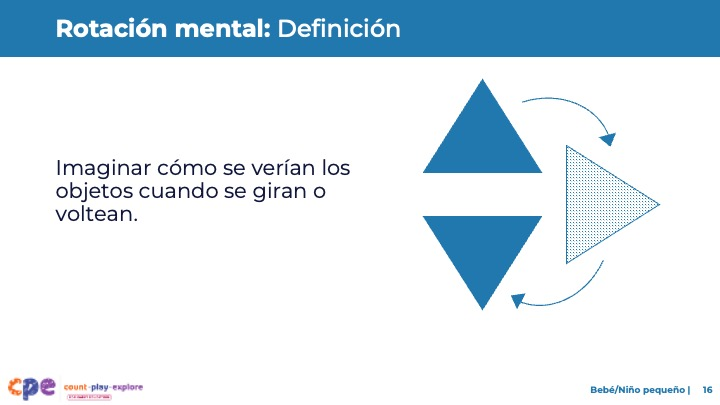 Rotación mental: Definición
Imaginar cómo se verían los
objetos cuando se giran o
voltean.
cpe count-play-explore
Bebé/Niño pequeño | 16